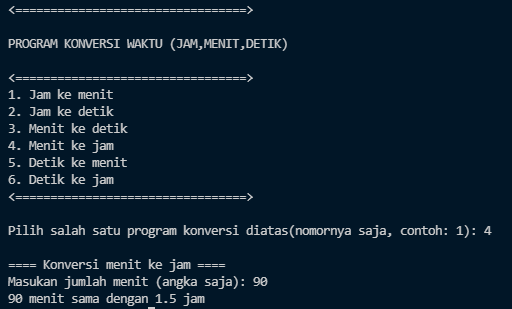 <=================================>
PROGRAM KONVERSI WAKTU (JAM,MENIT,DETIK)
<=================================>
1. Jam ke menit
2. Jam ke detik
3. Menit ke detik
4. Menit ke jam
5. Detik ke menit
6. Detik ke jam
<=================================>
Pilih salah satu program konversi diatas(nomornya saja, contoh: 1): 4
==== Konversi menit ke jam ====
Masukan jumlah menit (angka saja): 90
90 menit sama dengan 1.5 jam